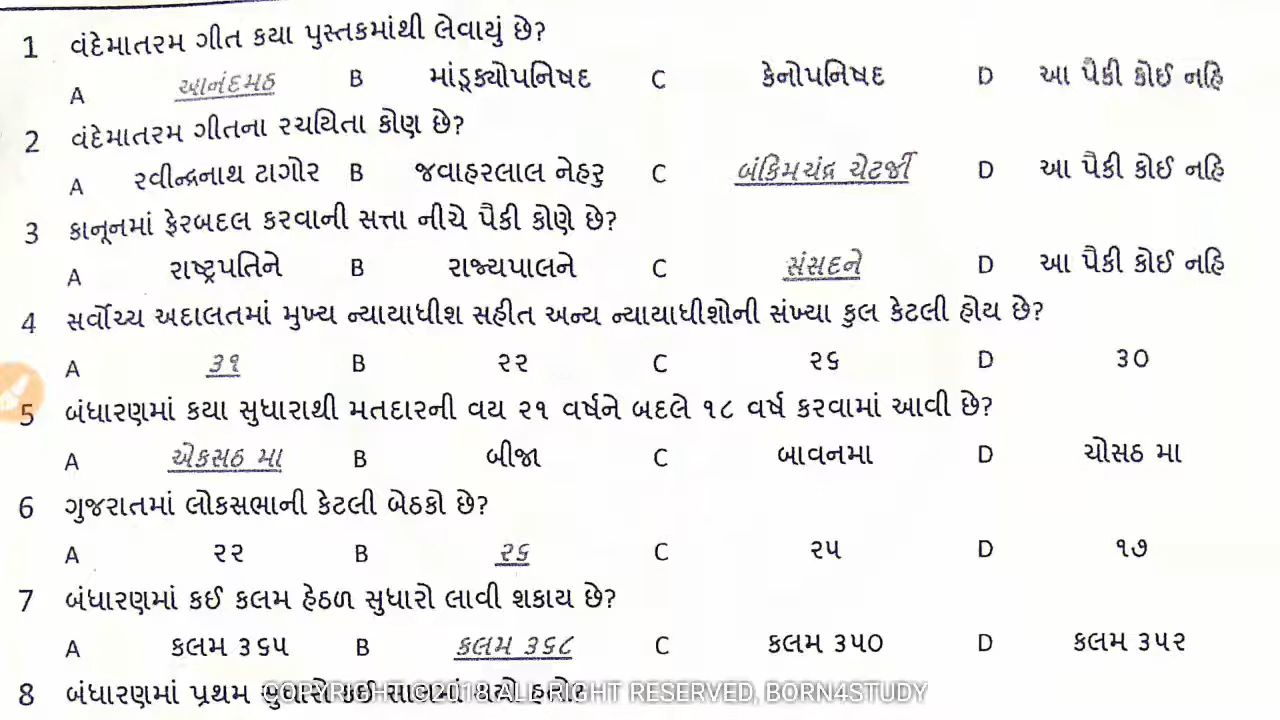 1 વંદેમાતરમ ગીત કયા પુસ્તકમાંથી લેવાયું છે?
A આનંદમઠ B માંડૂક્યોપનિષદ C કેનોપનિષદ D આ પૈકી કોઈ નહિ
2 વંદેમાતરમ ગીતના રચયિતા કોણ છે?
A રવીન્દ્રનાથ ટાગોર B જવાહરલાલ નેહરુ C બંકિમચંદ્ર ચેટર્જી D આ પૈકી કોઈ નહિ
3 કાનૂનમાં ફેરબદલ કરવાની સત્તા નીચે પૈકી કોણે છે?
A રાષ્ટ્રપતિને B રાજ્યપાલને C સંસદને D આ પૈકી કોઈ નહિ
4 સર્વોચ્ચ અદાલતમાં મુખ્ય ન્યાયાધીશ સહીત અન્ય ન્યાયાધીશોની સંખ્યા કુલ કેટલી હોય છે?
A ૩૧ B ૨૨ C ૨૬ D ૩૦
5 બંધારણમાં કયા સુધારાથી મતદારની વય ૨૧ વર્ષને બદલે ૧૮ વર્ષ કરવામાં આવી છે?
A એકસઠ મા B બીજા C બાવનમા D ચોસઠ મા
6 ગુજરાતમાં લોકસભાની કેટલી બેઠકો છે?
A ૨૨ B ૨૬ C ૨૫ D ૧૭
7 બંધારણમાં કઈ કલમ હેઠળ સુધારો લાવી શકાય છે?
A કલમ ૩૬૫ B કલમ ૩૬૮ C કલમ ૩૫૦ D કલમ ૩૫૨
8 બંધારણમાં પ્રથમ સુધારો કઈ સાલમાં થયો હતો?
COPYRIGHT ©2018 ALL RIGHT RESERVED, BORN4STUDY